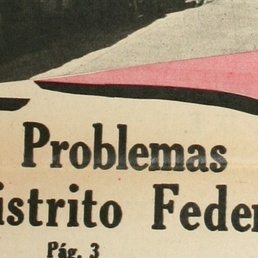 Problemas
istrito Feder
Pág. 3